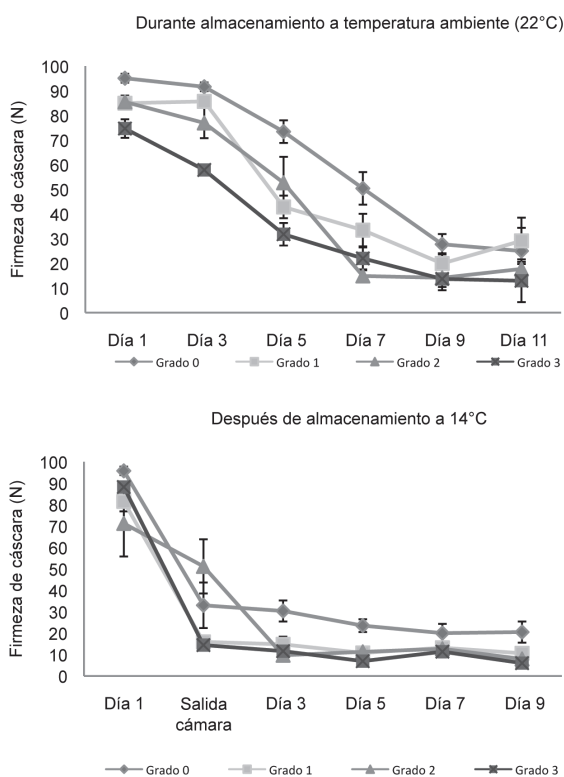 Durante almacenamiento a temperatura ambiente (22°C)
Firmeza de cáscara (N)
100
90
80
70
60
50
40
30
20
10
0
Día 1 Día 3 Día 5 Día 7 Día 9 Día 11
Grado 0 Grado 1 Grado 2 Grado 3
Después de almacenamiento a 14°C
Firmeza de cáscara (N)
100
90
80
70
60
50
40
30
20
10
0
Día 1 Salida Día 3 Día 5 Día 7 Día 9
cámara
Grado 0 Grado 1 Grado 2 Grado 3